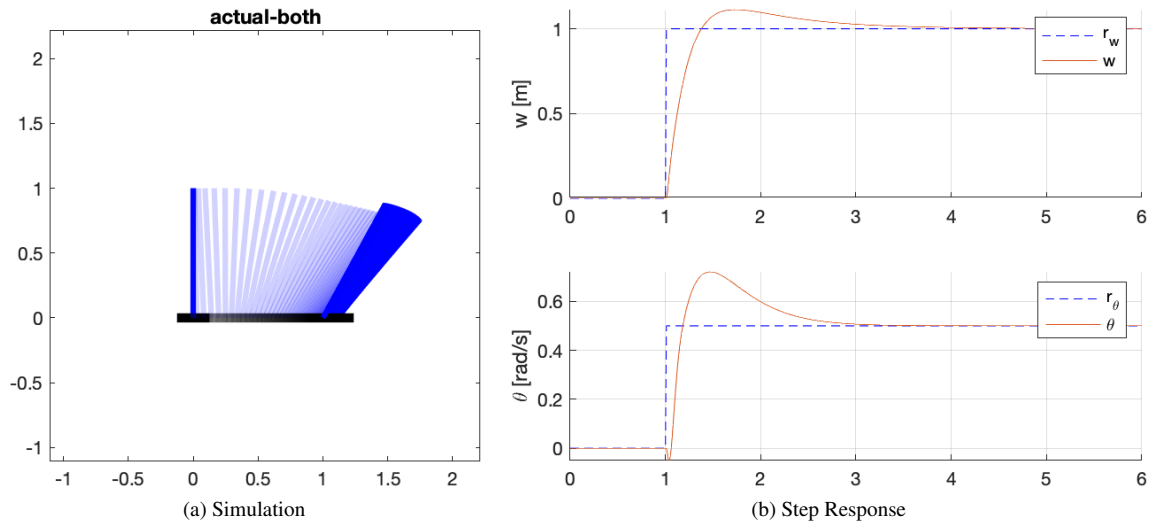 actual-both
2
1.5
1
0.5
0
-0.5
-1
-1 -0.5 0 0.5 1 1.5 2
(a) Simulation
w [m]
1
0.5
0
r_w
w
0 1 2 3 4 5 6
θ [rad/s]
0.6
0.4
0.2
0
r_θ
θ
0 1 2 3 4 5 6
(b) Step Response